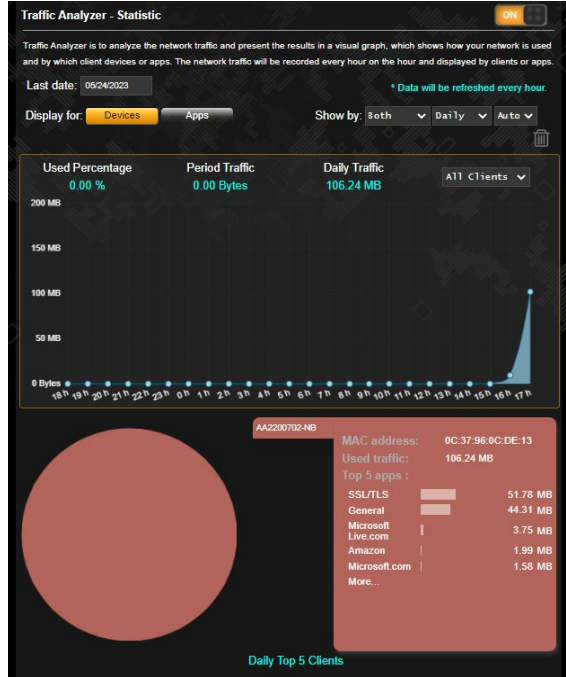 Traffic Analyzer - Statistic
ON
Traffic Analyzer is to analyze the network traffic and present the results in a visual graph, which shows how your network is used
and by which client devices or apps. The network traffic will be recorded every hour on the hour and displayed by clients or apps.
Last date: 05/24/2023
* Data will be refreshed every hour.
Display for: Devices Apps Show by: Both Daily Auto
Used Percentage Period Traffic Daily Traffic All Clients
0.00 % 0.00 Bytes 106.24 MB
200 MB
150 MB
100 MB
50 MB
0 Bytes
18h 19h 20h 21h 22h 23h 0h 1h 2h 3h 4h 5h 6h 7h 8h 9h 10h 11h 12h 13h 14h 15h 16h 17h
AA2200702-NB
MAC address: 0C:37:96:0C:DE:13
Used traffic: 106.24 MB
Top 5 apps :
SSL/TLS 51.78 MB
General 44.31 MB
Microsoft
Live.com 3.75 MB
Amazon 1.99 MB
Microsoft.com 1.58 MB
More...
Daily Top 5 Clients